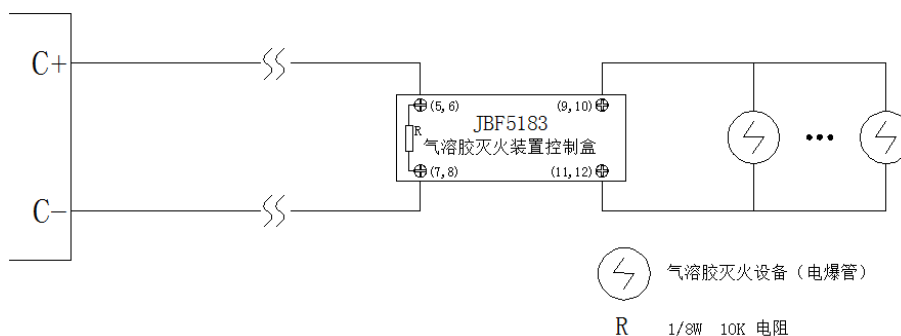 C+
(5,6)
(9,10)
JBF5183
R
气溶胶灭火装置控制盒
(7,8)
(11,12)
C-
气溶胶灭火设备（电爆管）
R 1/8W 10K 电阻